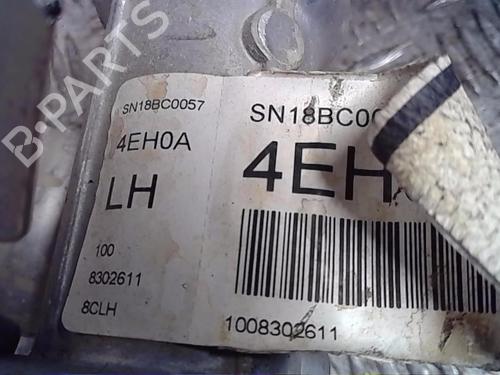 B-PARTS
SN18BC0057
4EH0A
LH
100
8302611
8CLH
SN18BC00
4EH
1008302611